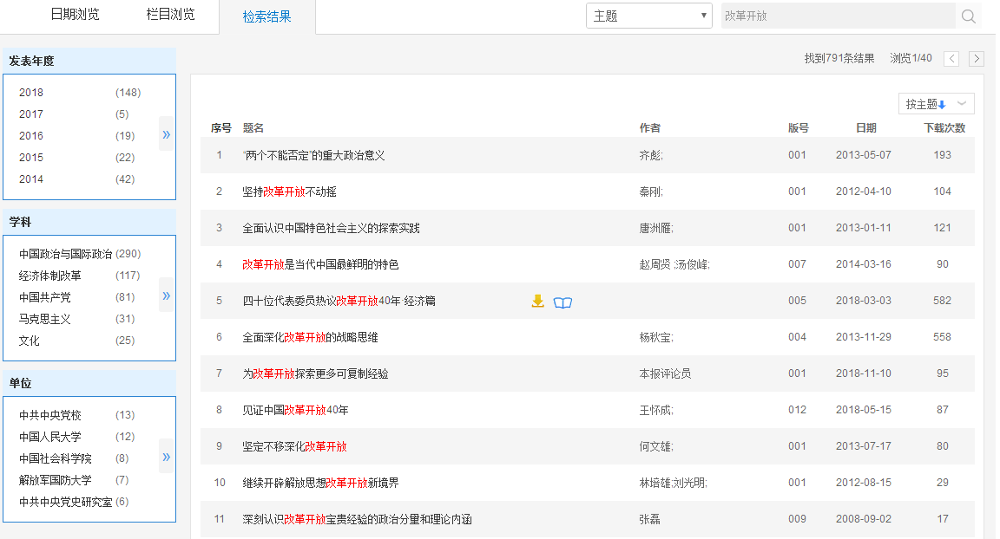 日期浏览 栏目浏览 检索结果 主题 改革开放
找到791条结果 浏览1/40
发表年度
2018 (148)
2017 (5)
2016 (19)
2015 (22)
2014 (42)
学科
中国政治与国际政治 (290)
经济体制改革 (117)
中国共产党 (81)
马克思主义 (31)
文化 (25)
单位
中共中央党校 (13)
中国人民大学 (12)
中国社会科学院 (8)
解放军国防大学 (7)
中共中央党史研究室 (6)
按主题
序号 题名 作者 版号 日期 下载次数
1 “两个不能否定”的重大政治意义 齐彪; 001 2013-05-07 193
2 坚持改革开放不动摇 秦刚; 001 2012-04-10 104
3 全面认识中国特色社会主义的探索实践 唐洲雁; 001 2013-01-11 121
4 改革开放是当代中国最鲜明的特色 赵周贤 ;汤俊峰; 007 2014-03-16 90
5 四十位代表委员热议改革开放40年·经济篇 005 2018-03-03 582
6 全面深化改革开放的战略思维 杨秋宝; 004 2013-11-29 558
7 为改革开放探索更多可复制经验 本报评论员 001 2018-11-10 95
8 见证中国改革开放40年 王怀成; 012 2018-05-15 87
9 坚定不移深化改革开放 何文雄; 001 2013-07-17 80
10 继续开辟解放思想改革开放新境界 林培雄;刘光明; 001 2012-08-15 29
11 深刻认识改革开放宝贵经验的政治分量和理论内涵 张磊 009 2008-09-02 17